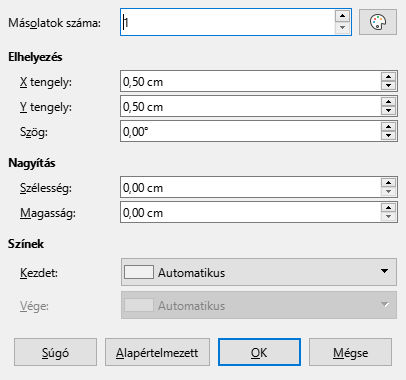 Másolatok száma: 1
Elhelyezés
X tengely: 0,50 cm
Y tengely: 0,50 cm
Szög: 0,00°
Nagyítás
Szélesség: 0,00 cm
Magasság: 0,00 cm
Színek
Kezdet: Automatikus
Vége: Automatikus
Súgó Alapértelmezett OK Mégse